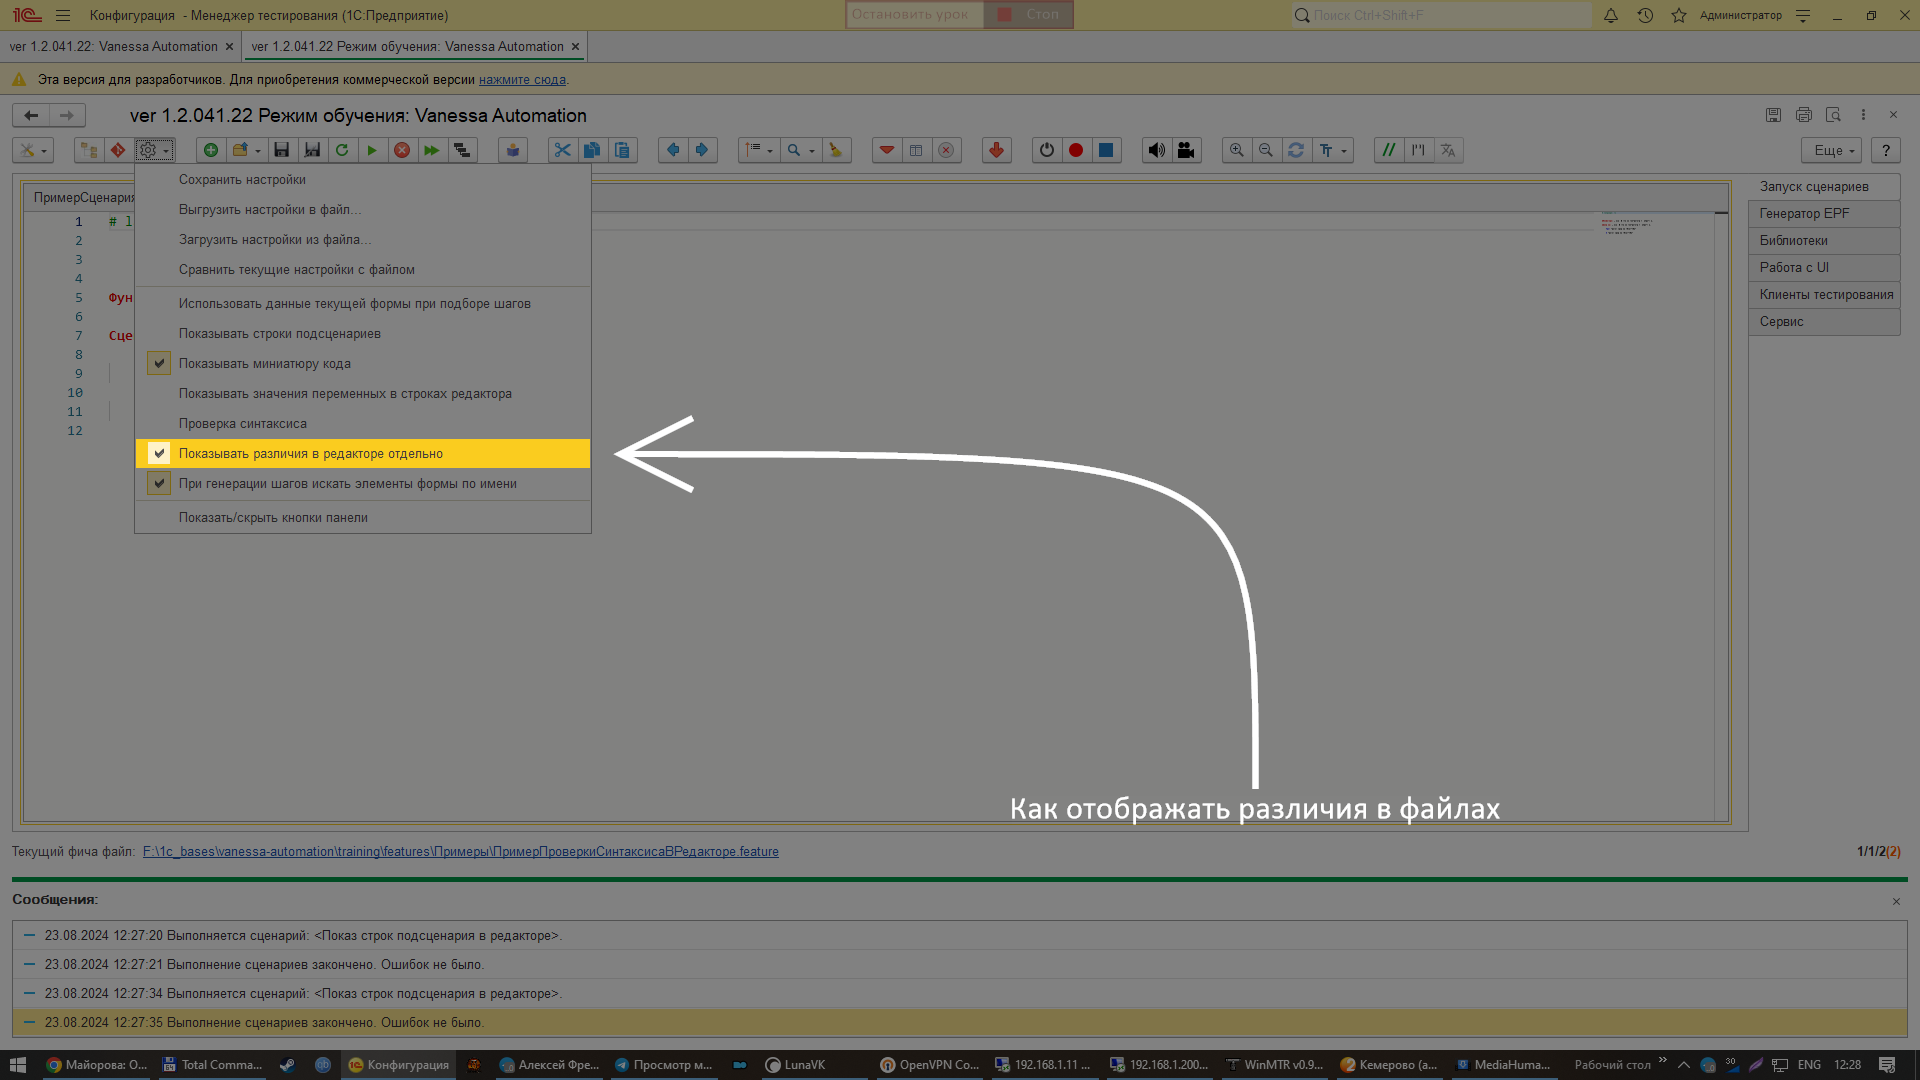 Конфигурация - Менеджер тестирования (1С:Предприятие)
Остановить урок
Стоп
Поиск Ctrl+Shift+F
Администратор
ver 1.2.041.22: Vanessa Automation ×
ver 1.2.041.22 Режим обучения: Vanessa Automation ×
Эта версия для разработчиков. Для приобретения коммерческой версии нажмите сюда.
ver 1.2.041.22 Режим обучения: Vanessa Automation
Еще
?
ПримерСценария
Сохранить настройки
Выгрузить настройки в файл...
Загрузить настройки из файла...
Сравнить текущие настройки с файлом
Использовать данные текущей формы при подборе шагов
Показывать строки подсценариев
Показывать миниатюру кода
Показывать значения переменных в строках редактора
Проверка синтаксиса
Показывать различия в редакторе отдельно
При генерации шагов искать элементы формы по имени
Показать/скрыть кнопки панели
1 # l
2
3
4
5 Фун
6
7 Сце
8
9
10
11
12
Запуск сценариев
Генератор EPF
Библиотеки
Работа с UI
Клиенты тестирования
Сервис
Как отображать различия в файлах
Текущий фича файл: F:\1c_bases\vanessa-automation\training\features\Примеры\ПримерПроверкиСинтаксисаВРедакторе.feature
1/1/2(2)
Сообщения:
23.08.2024 12:27:20 Выполняется сценарий: <Показ строк подсценария в редакторе>.
23.08.2024 12:27:21 Выполнение сценариев закончено. Ошибок не было.
23.08.2024 12:27:34 Выполняется сценарий: <Показ строк подсценария в редакторе>.
23.08.2024 12:27:35 Выполнение сценариев закончено. Ошибок не было.
Майорова: О...
Total Comma...
Конфигурация
Алексей Фре...
Просмотр м...
LunaVK
OpenVPN Co...
192.168.1.11 ...
192.168.1.200...
WinMTR v0.9...
Кемерово (а...
MediaHuma...
Рабочий стол
30
ENG
12:28